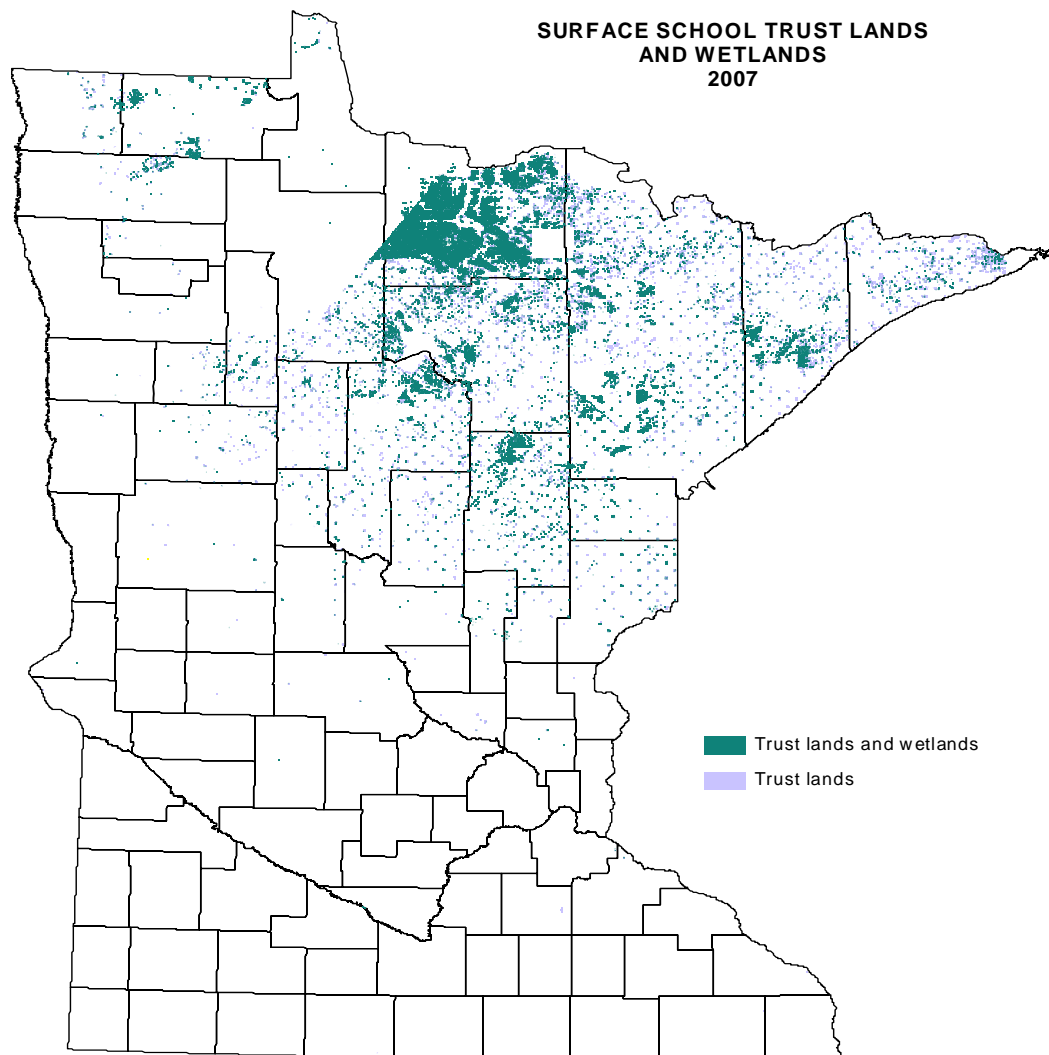 SURFACE SCHOOL TRUST LANDS
AND WETLANDS
2007
Trust lands and wetlands
Trust lands